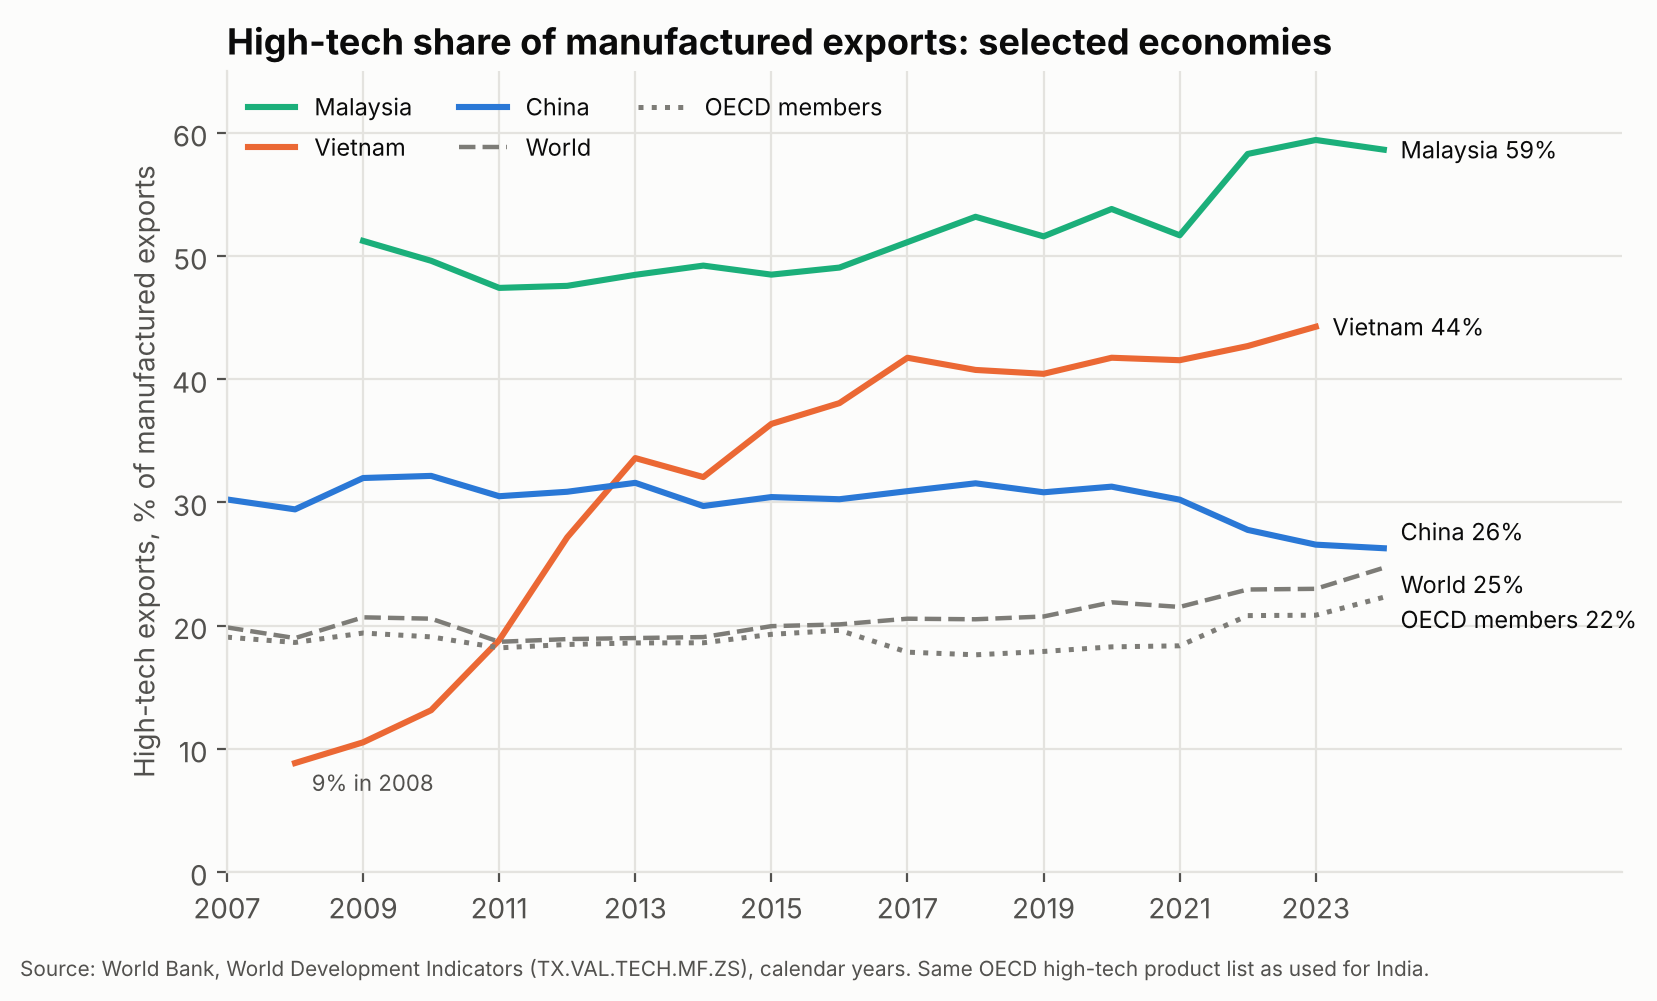 High-tech share of manufactured exports: selected economies
Malaysia
China
OECD members
Vietnam
World
High-tech exports, % of manufactured exports
60
50
40
30
20
10
0
Malaysia 59%
Vietnam 44%
China 26%
World 25%
OECD members 22%
9% in 2008
2007 2009 2011 2013 2015 2017 2019 2021 2023
Source: World Bank, World Development Indicators (TX.VAL.TECH.MF.ZS), calendar years. Same OECD high-tech product list as used for India.